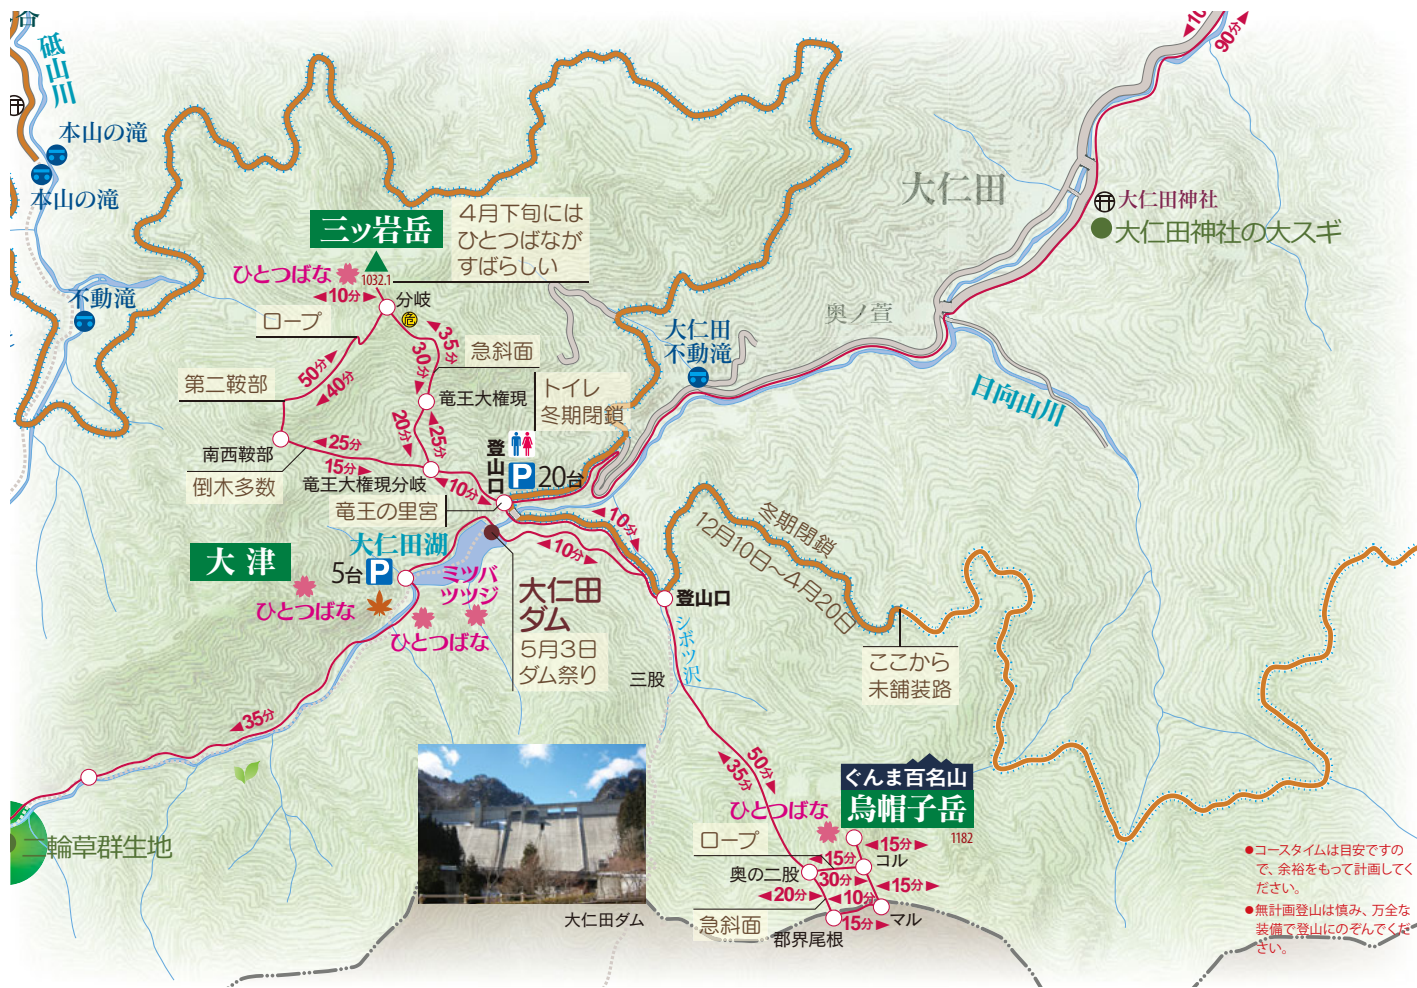 砥山川
本山の滝
本山の滝
不動滝
三ッ岩岳
4月下旬には
ひとつばなが
すばらしい
ひとつばな
1032.1
10分
分岐
危
ロープ
35分
30分
急斜面
50分
40分
第二鞍部
竜王大権現
トイレ
冬期閉鎖
20分
25分
登山口
P 20台
南西鞍部
25分
15分
倒木多数
竜王大権現分岐
10分
竜王の里宮
大仁田
90分
大仁田神社
大仁田神社の大スギ
奥ノ萱
大仁田
不動滝
日向山川
大津
大仁田湖
5台 P
ひとつばな
ミツバ
ツツジ
ひとつばな
大仁田
ダム
5月3日
ダム祭り
10分
10分
登山口
冬期閉鎖
12月10日〜4月20日
ここから
未舗装路
シボツ沢
三股
35分
二輪草群生地
50分
35分
ぐんま百名山
烏帽子岳
1182
ひとつばな
ロープ
15分
15分
コル
奥の二股
30分
15分
20分
10分
マル
急斜面
15分
郡界尾根
大仁田ダム
●コースタイムは目安ですの
で、余裕をもって計画してく
ださい。
●無計画登山は慎み、万全な
装備で登山にのぞんでくだ
さい。